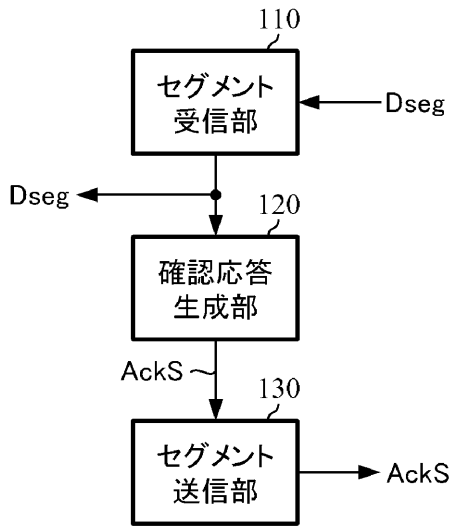 110
セグメント
受信部
Dseg
Dseg
120
確認応答
生成部
AckS
130
セグメント
送信部
AckS